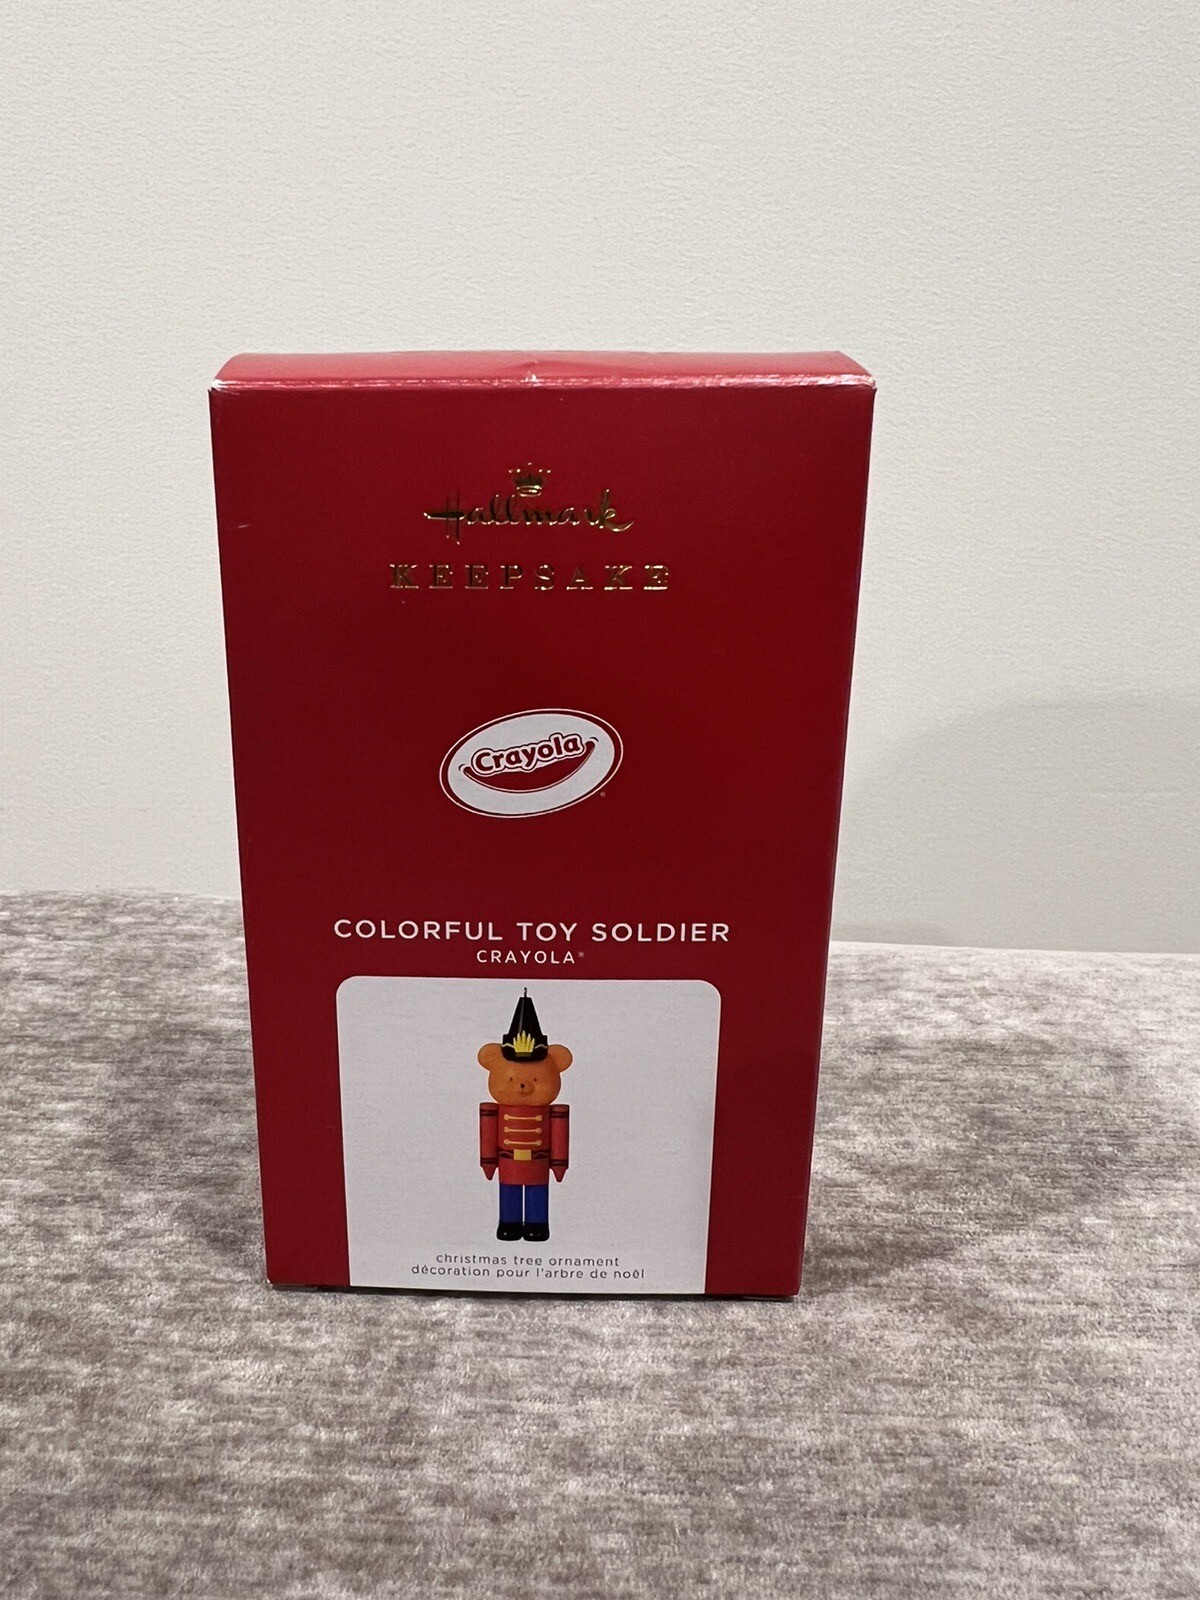 Hallmark
KEEPSAKE
Crayola
COLORFUL TOY SOLDIER
CRAYOLA®
christmas tree ornament
décoration pour l'arbre de noël